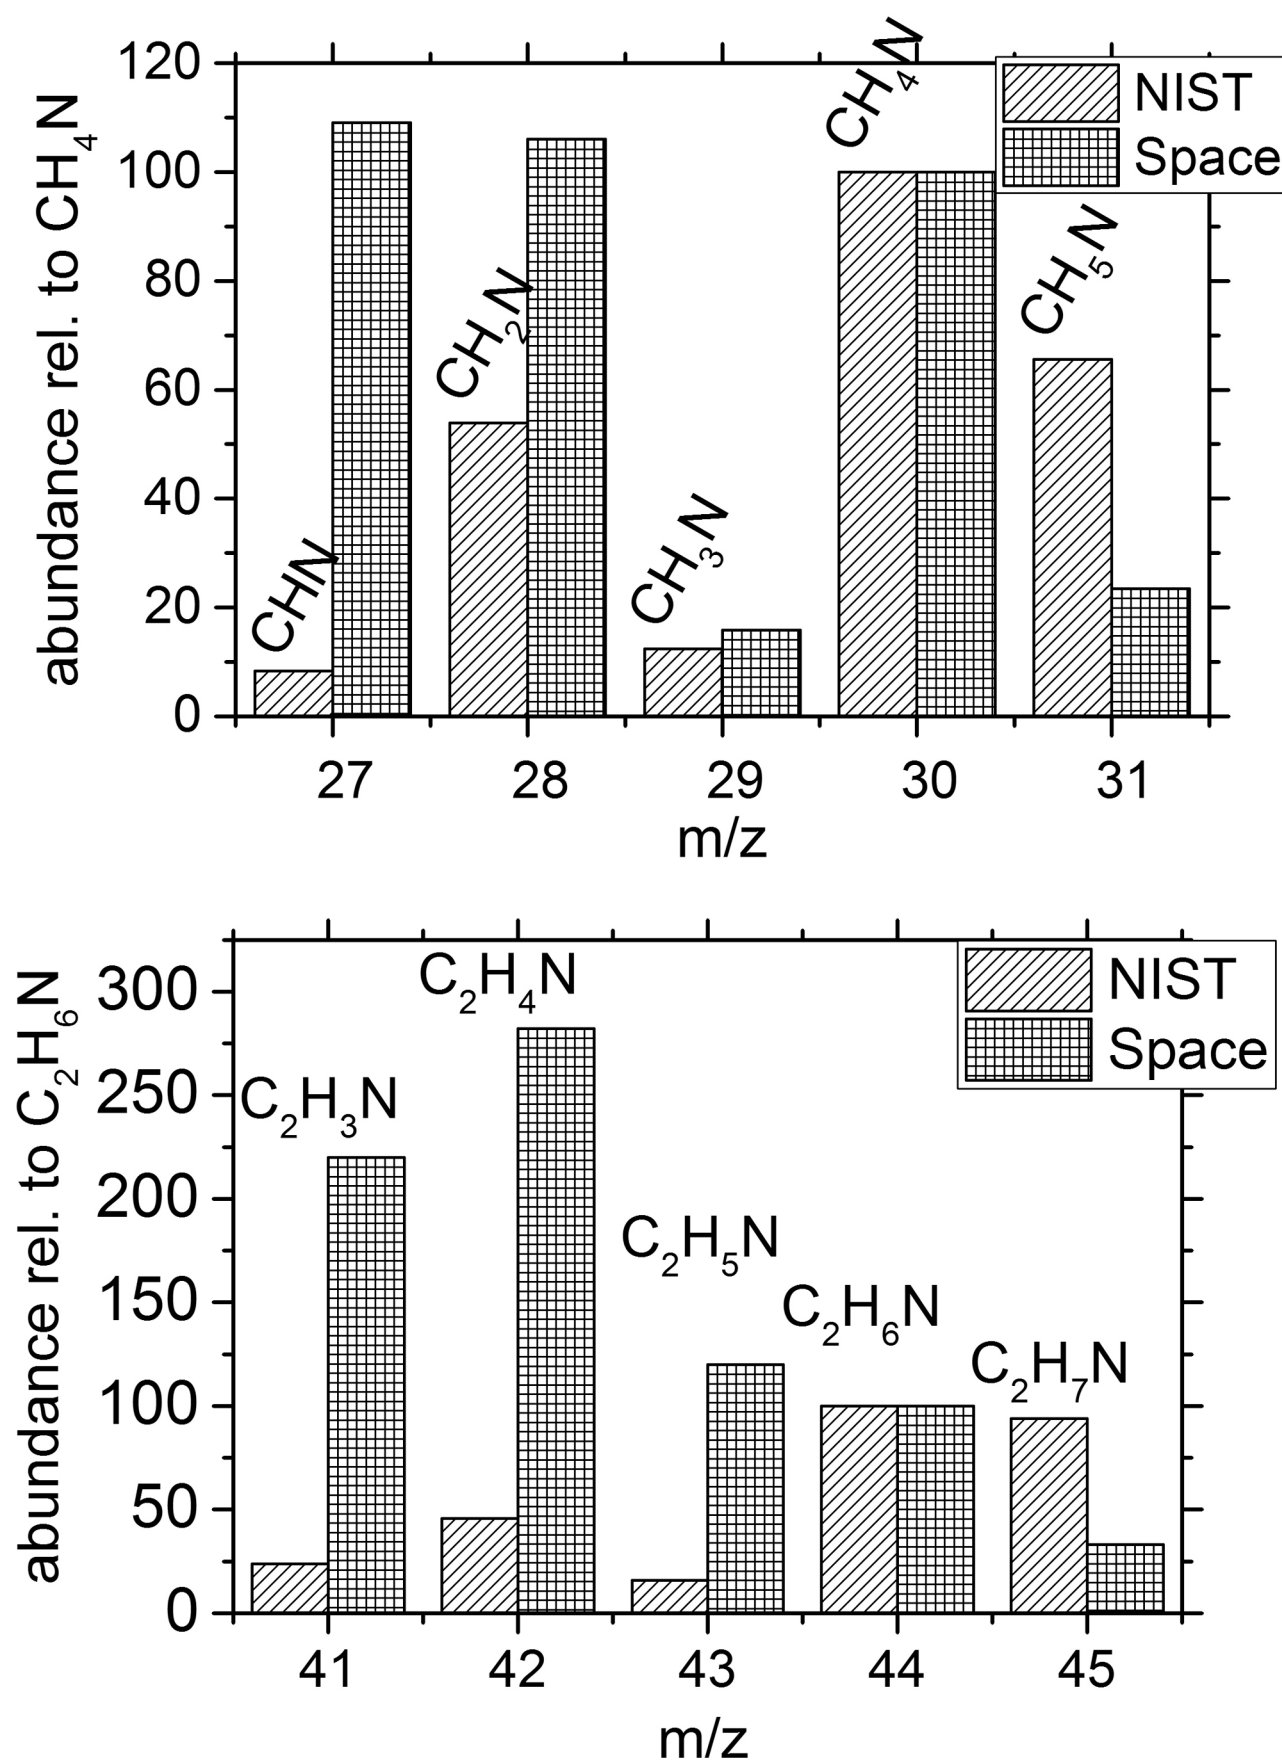 abundance rel. to CH₄N
120
100
80
60
40
20
0
CHN
CH₂N
CH₃N
CH₄N
CH₅N
NIST
Space
27 28 29 30 31
m/z
abundance rel. to C₂H₆N
300
250
200
150
100
50
0
C₂H₃N
C₂H₄N
C₂H₅N
C₂H₆N
C₂H₇N
NIST
Space
41 42 43 44 45
m/z